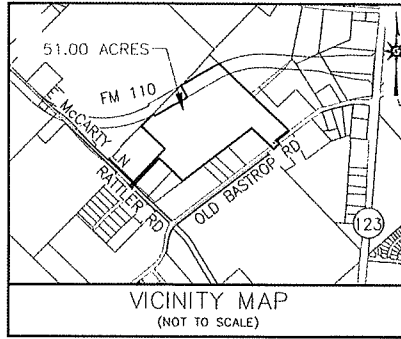 51.00 ACRES
FM 110
E McCARTY LN
RATTLER RD
OLD BASTROP RD
123
VICINITY MAP
(NOT TO SCALE)